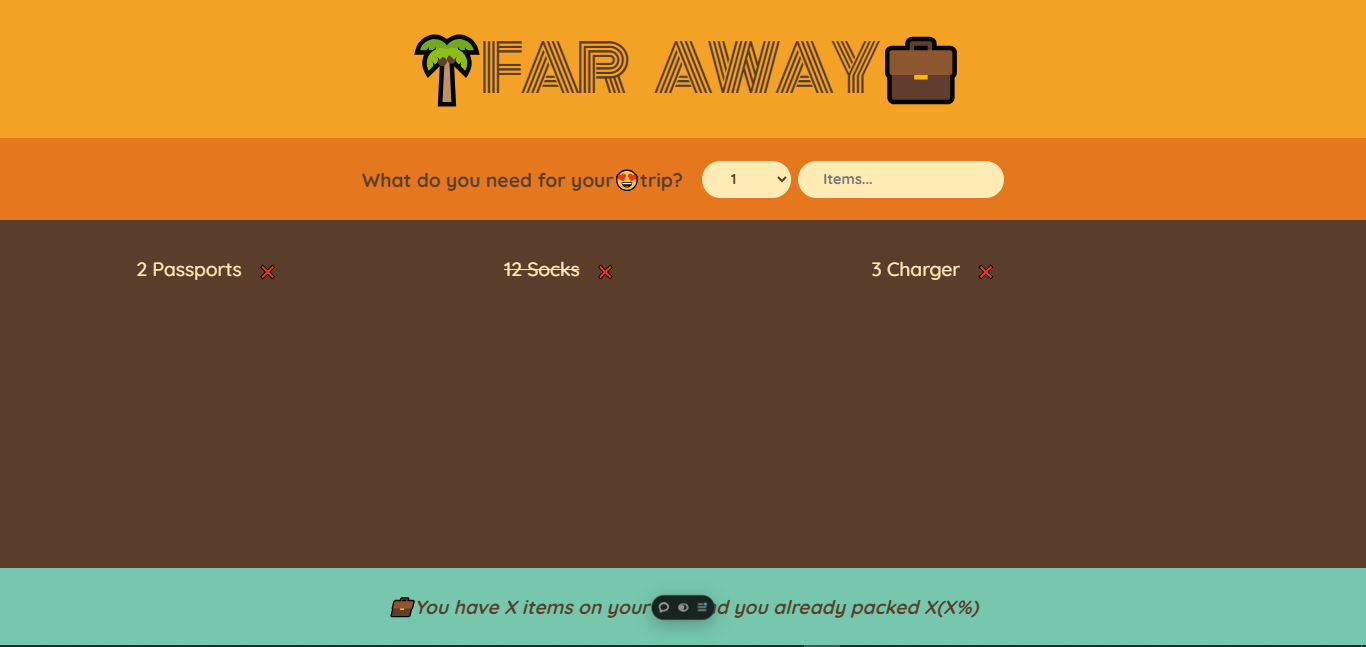 FAR AWAY
What do you need for your😍trip? 1 Items...
2 Passports ❌ 12 Socks ❌ 3 Charger ❌
You have X items on your you already packed X(X%)